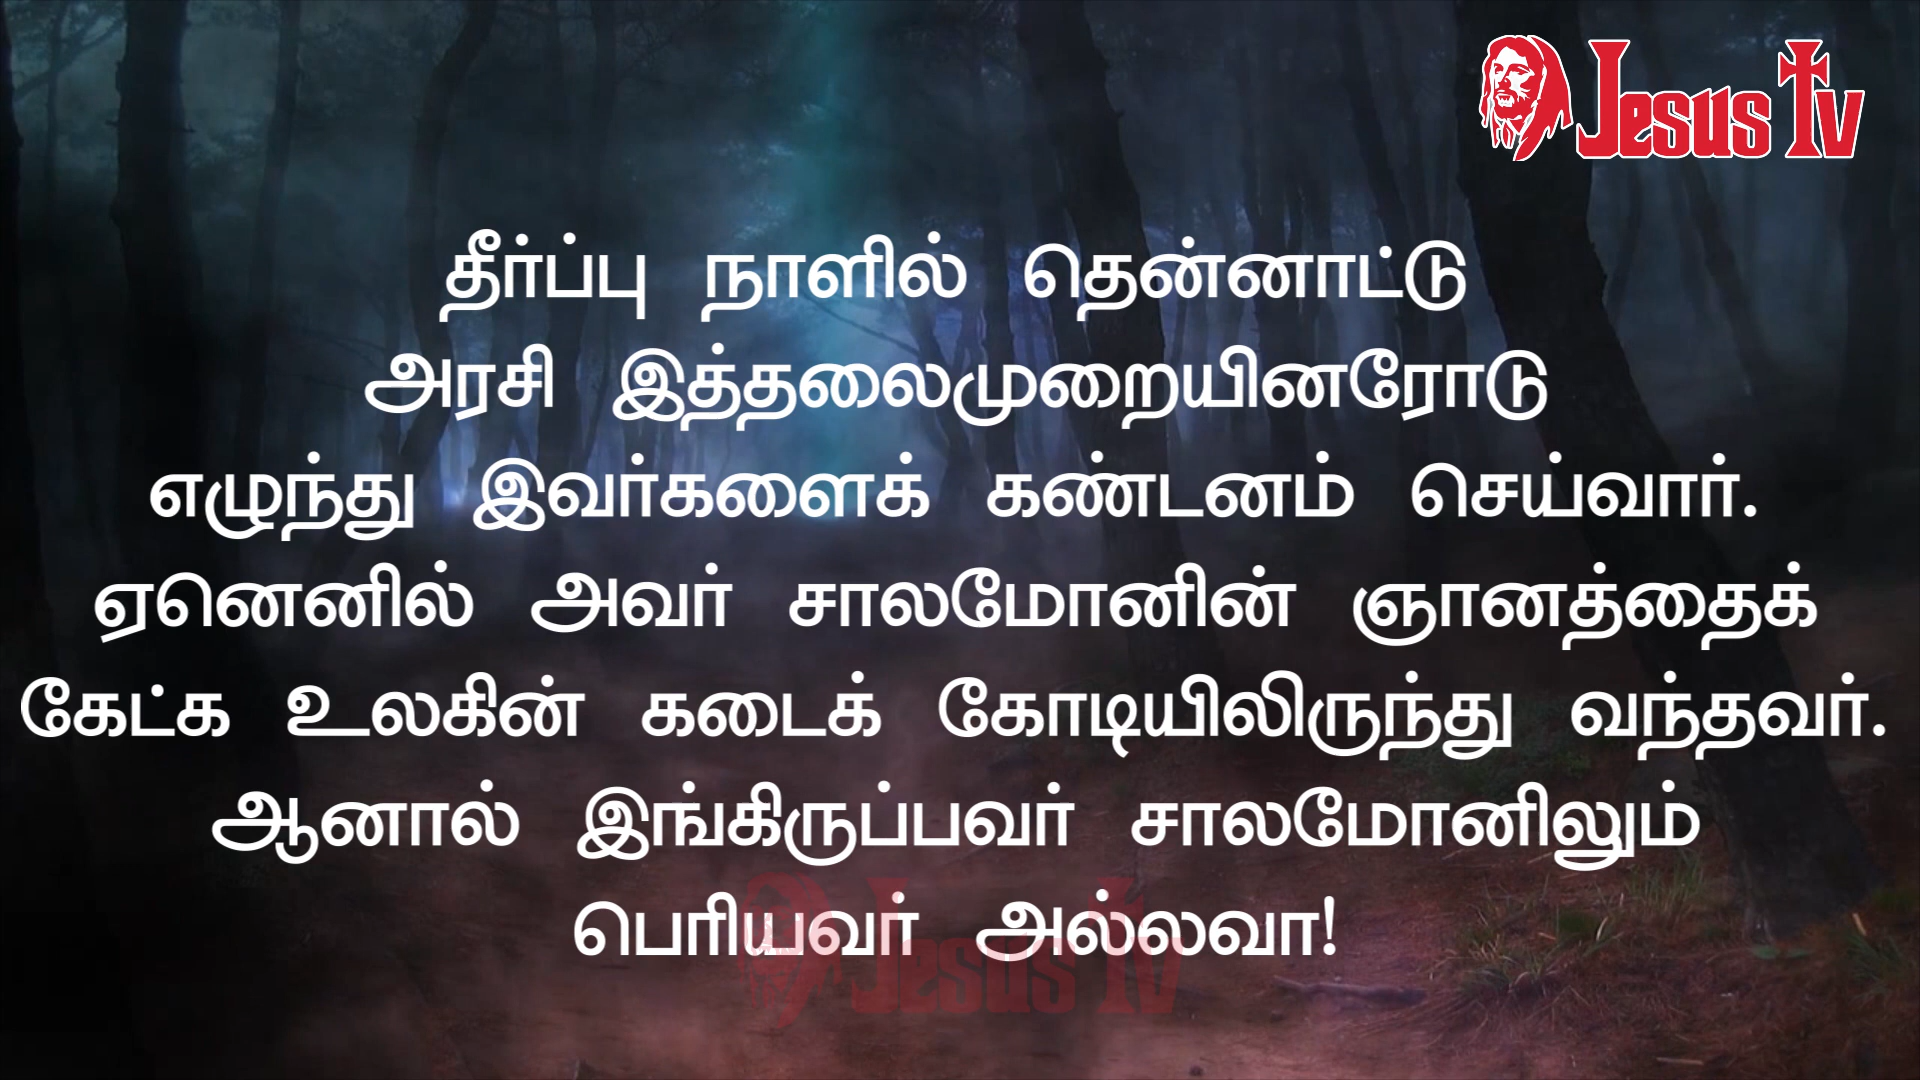 Jesus Tv
தீர்ப்பு நாளில் தென்னாட்டு
அரசி இத்தலைமுறையினரோடு
எழுந்து இவர்களைக் கண்டனம் செய்வார்.
ஏனெனில் அவர் சாலமோனின் ஞானத்தைக்
கேட்க உலகின் கடைக் கோடியிலிருந்து வந்தவர்.
ஆனால் இங்கிருப்பவர் சாலமோனிலும்
பெரியவர் அல்லவா!
Jesus Tv